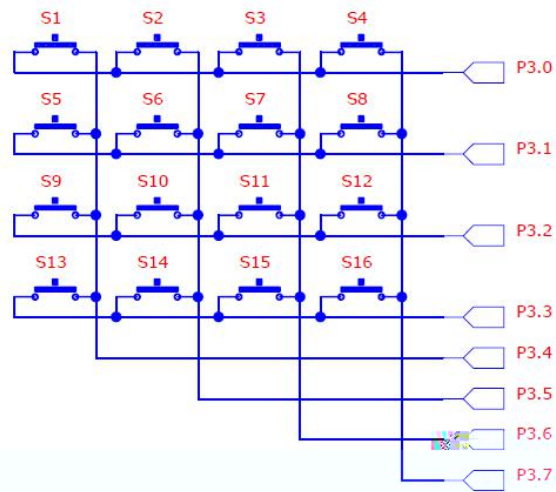 S1 S2 S3 S4
P3.0
S5 S6 S7 S8
P3.1
S9 S10 S11 S12
P3.2
S13 S14 S15 S16
P3.3
P3.4
P3.5
P3.6
P3.7